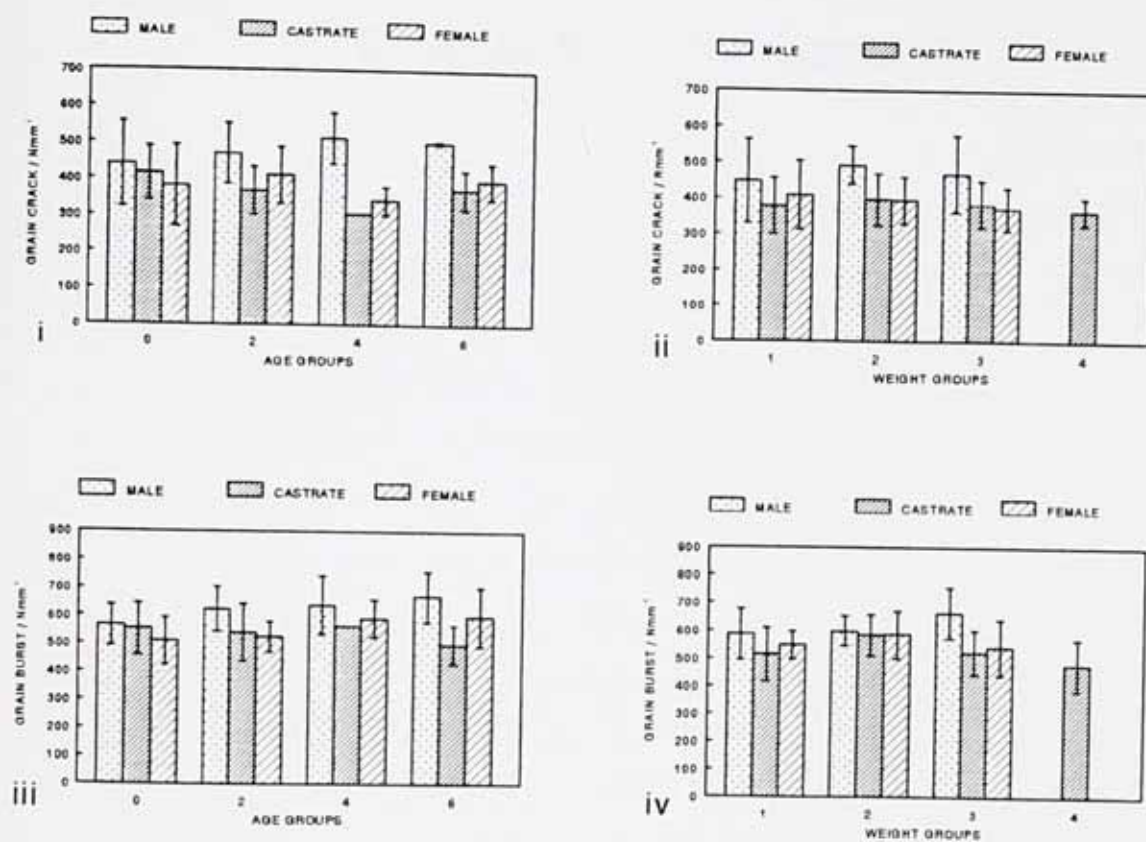 MALE CASTRATE FEMALE
GRAIN CRACK / Nmm¯¹
700
600
500
400
300
200
100
0
0 2 4 6
AGE GROUPS
i
MALE CASTRATE FEMALE
GRAIN CRACK / Nmm¯¹
700
600
500
400
300
200
100
0
1 2 3 4
WEIGHT GROUPS
ii
MALE CASTRATE FEMALE
GRAIN BURST / Nmm¯¹
900
800
700
600
500
400
300
200
100
0
0 2 4 6
AGE GROUPS
iii
MALE CASTRATE FEMALE
GRAIN BURST / Nmm¯¹
900
800
700
600
500
400
300
200
100
0
1 2 3 4
WEIGHT GROUPS
iv